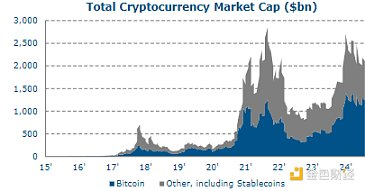 Total Cryptocurrency Market Cap ($bn)
3,000
2,500
2,000
1,500
1,000
500
0
15' 16' 17' 18' 19' 20' 21' 22' 23' 24'
Bitcoin Other, including Stablecoins
金色财经